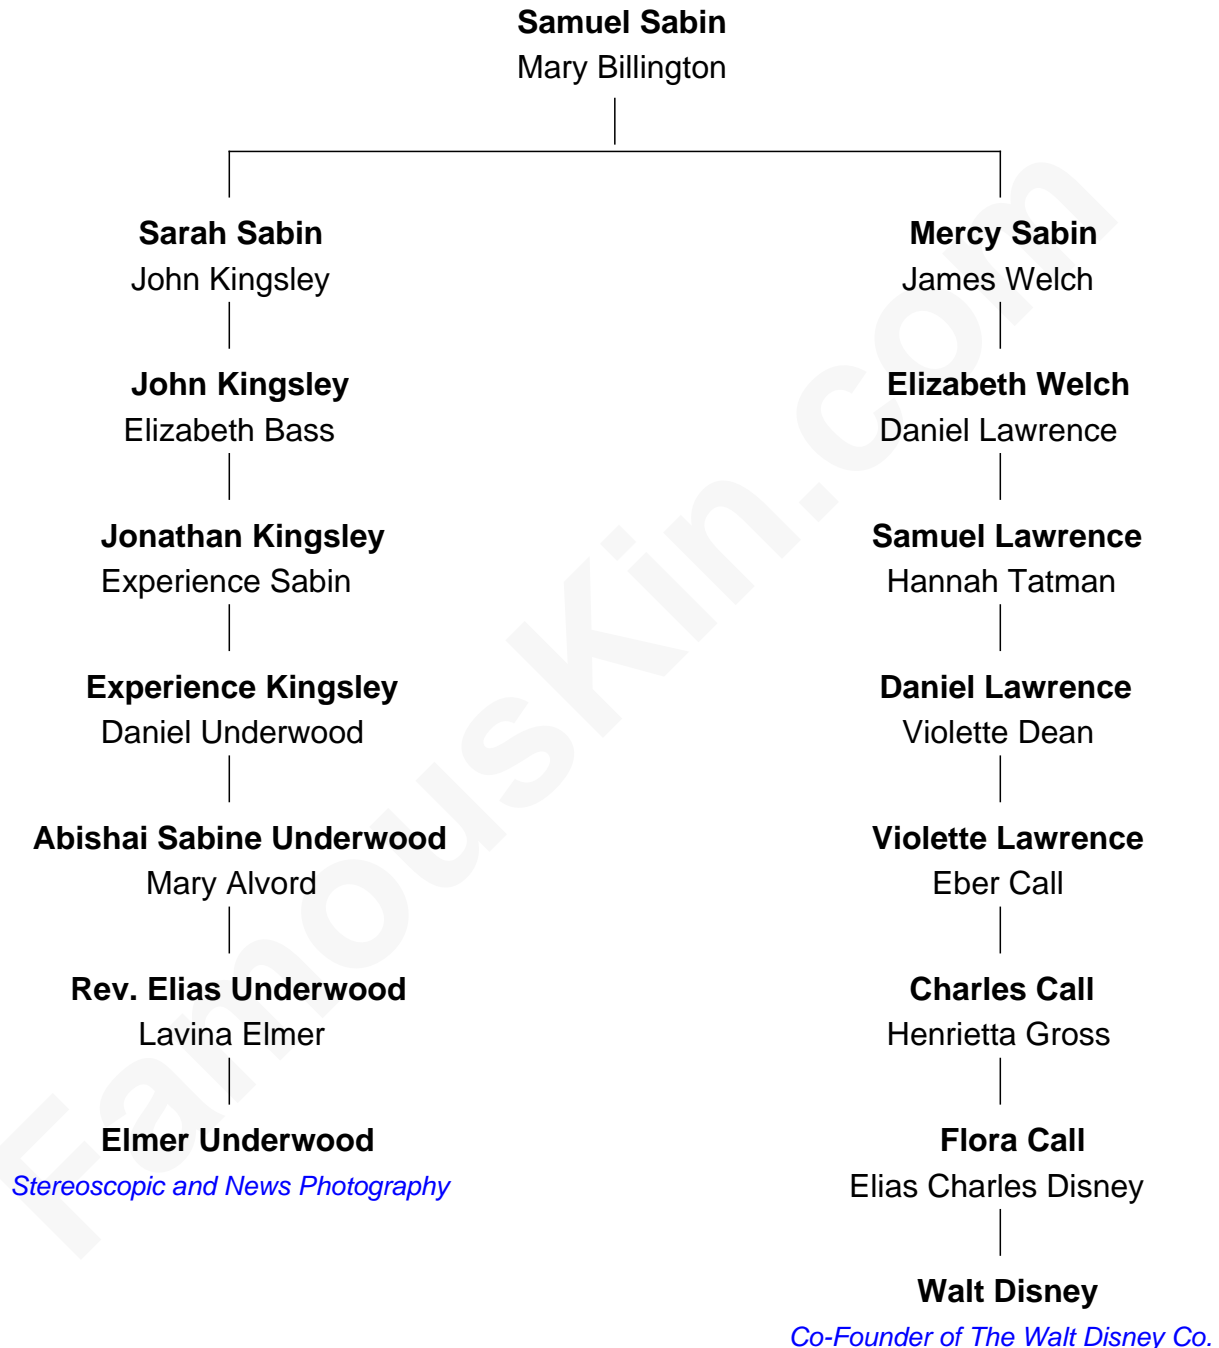 Samuel Sabin
Mary Billington
Sarah Sabin
John Kingsley
Mercy Sabin
James Welch
John Kingsley
Elizabeth Bass
Elizabeth Welch
Daniel Lawrence
Jonathan Kingsley
Experience Sabin
Samuel Lawrence
Hannah Tatman
Experience Kingsley
Daniel Underwood
Daniel Lawrence
Violette Dean
Abishai Sabine Underwood
Mary Alvord
Violette Lawrence
Eber Call
Rev. Elias Underwood
Lavina Elmer
Charles Call
Henrietta Gross
Elmer Underwood
Stereoscopic and News Photography
Flora Call
Elias Charles Disney
Walt Disney
Co-Founder of The Walt Disney Co.
FamousKin.com